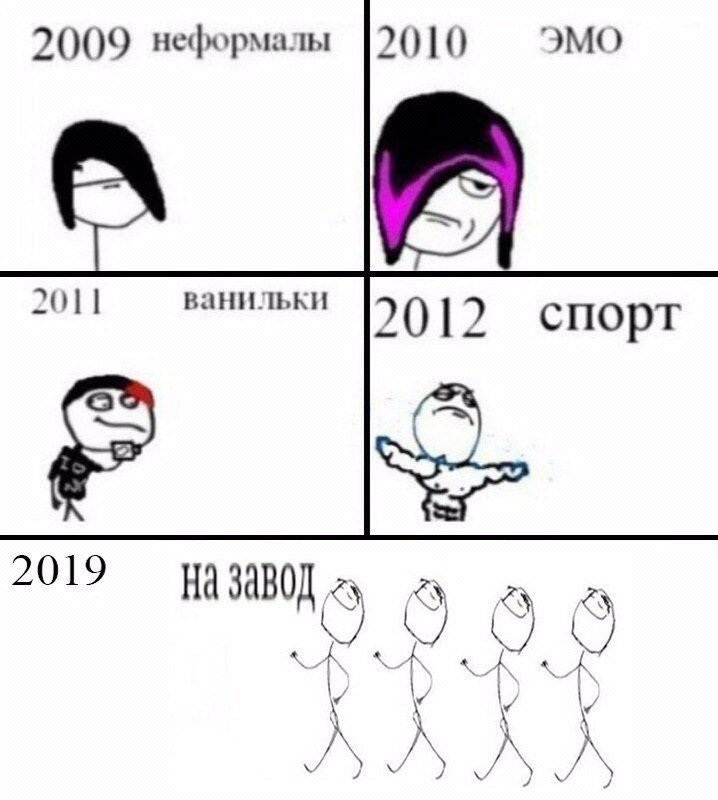 2009 неформалы
2010 ЭМО
2011 ванильки
2012 спорт
2019 на завод